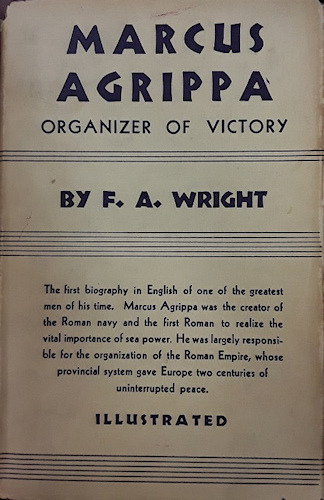 MARCUS
AGRIPPA
ORGANIZER OF VICTORY
BY F. A. WRIGHT
The first biography in English of one of the greatest
men of his time. Marcus Agrippa was the creator of
the Roman navy and the first Roman to realize the
vital importance of sea power. He was largely responsi-
ble for the organization of the Roman Empire, whose
provincial system gave Europe two centuries of
uninterrupted peace.
ILLUSTRATED